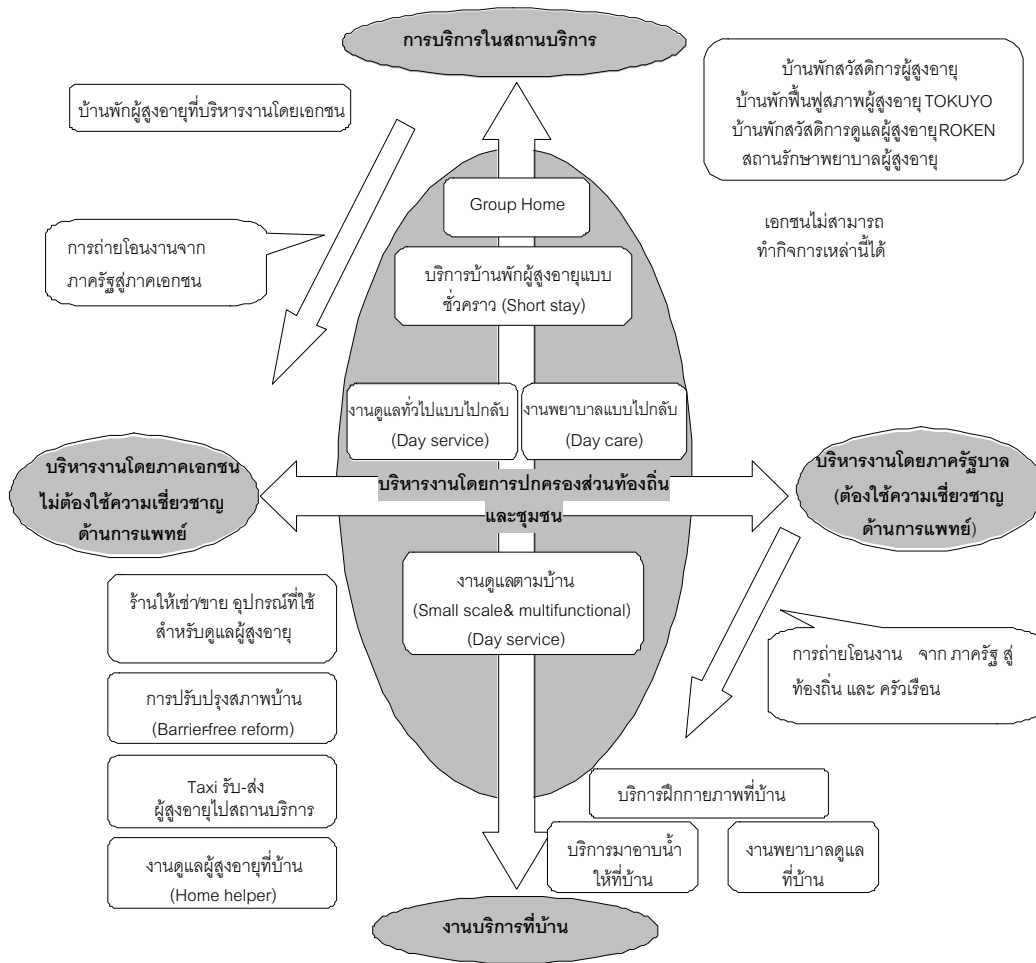 การบริการในสถานบริการ
บ้านพักผู้สูงอายุที่บริหารงานโดยเอกชน
บ้านพักสวัสดิการผู้สูงอายุ
บ้านพักฟื้นฟูสภาพผู้สูงอายุ TOKUYO
บ้านพักสวัสดิการดูแลผู้สูงอายุROKEN
สถานรักษาพยาบาลผู้สูงอายุ
Group Home
เอกชนไม่สามารถ
ทำกิจการเหล่านี้ได้
การถ่ายโอนงานจาก
ภาครัฐสู่ภาคเอกชน
บริการบ้านพักผู้สูงอายุแบบ
ชั่วคราว (Short stay)
งานดูแลทั่วไปแบบไปกลับ
(Day service)
งานพยาบาลแบบไปกลับ
(Day care)
บริหารงานโดยภาคเอกชน
ไม่ต้องใช้ความเชี่ยวชาญ
ด้านการแพทย์
บริหารงานโดยการปกครองส่วนท้องถิ่น
และชุมชน
บริหารงานโดยภาครัฐบาล
(ต้องใช้ความเชี่ยวชาญ
ด้านการแพทย์)
งานดูแลตามบ้าน
(Small scale& multifunctional)
(Day service)
ร้านให้เช่า/ขาย อุปกรณ์ที่ใช้
สำหรับดูแลผู้สูงอายุ
การถ่ายโอนงาน จาก ภาครัฐ สู่
ท้องถิ่น และ ครัวเรือน
การปรับปรุงสภาพบ้าน
(Barrier-free reform)
Taxi รับ-ส่ง
ผู้สูงอายุไปสถานบริการ
บริการฝึกกายภาพที่บ้าน
งานดูแลผู้สูงอายุที่บ้าน
(Home helper)
บริการมาอาบน้ำ
ให้ที่บ้าน
งานพยาบาลดูแล
ที่บ้าน
งานบริการที่บ้าน